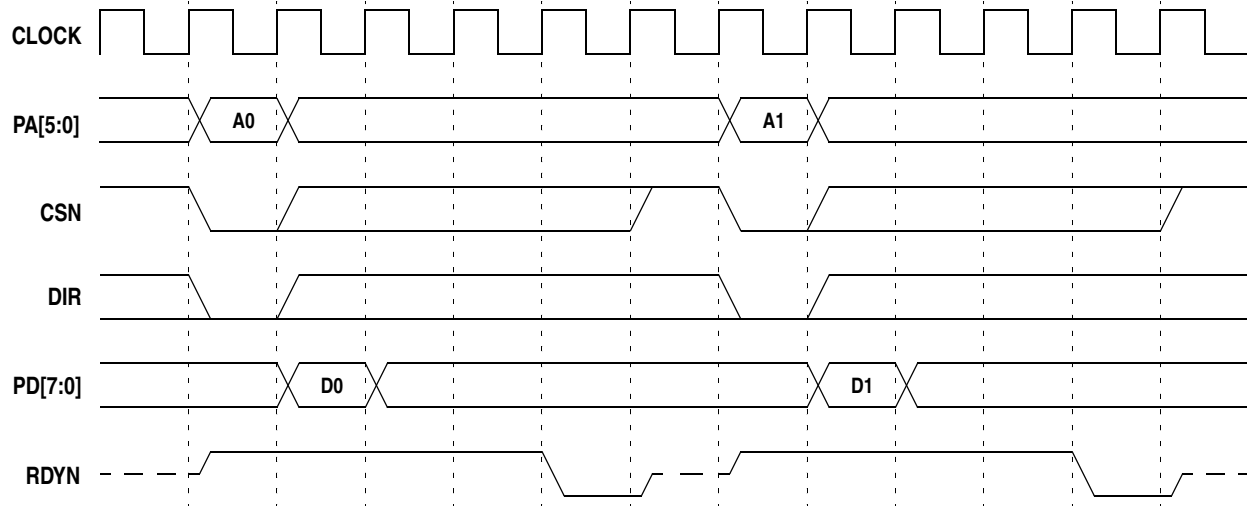 CLOCK
PA[5:0]
A0
A1
CSN
DIR
PD[7:0]
D0
D1
RDYN